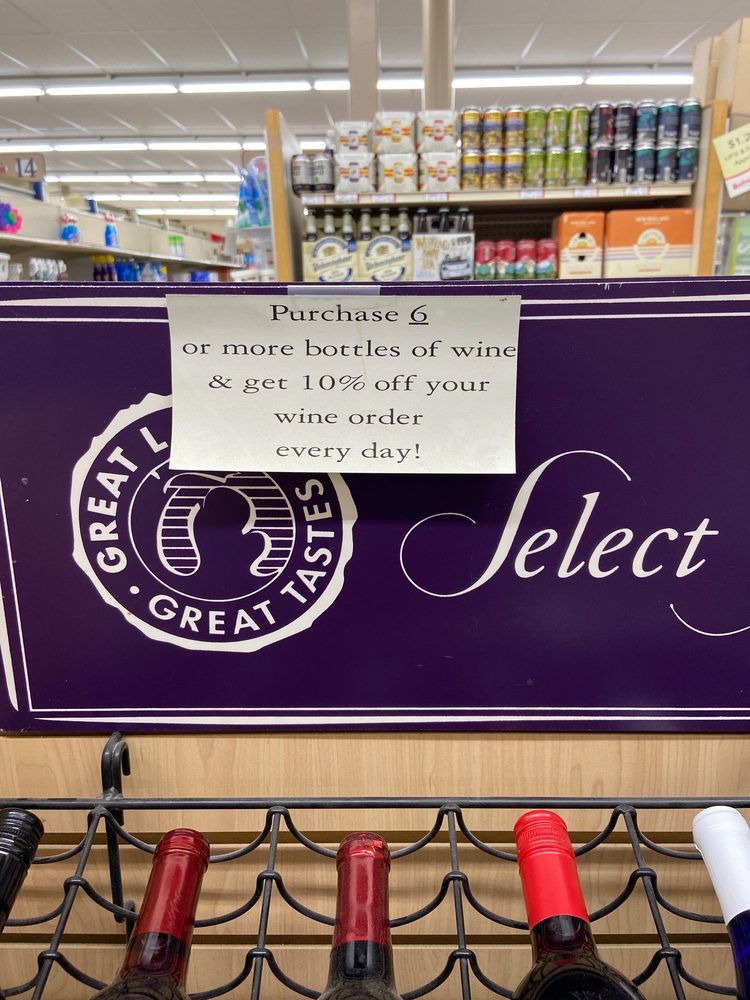 14
Purchase 6
or more bottles of wine
& get 10% off your
wine order
every day!
GREAT L
GREAT TASTES
Select